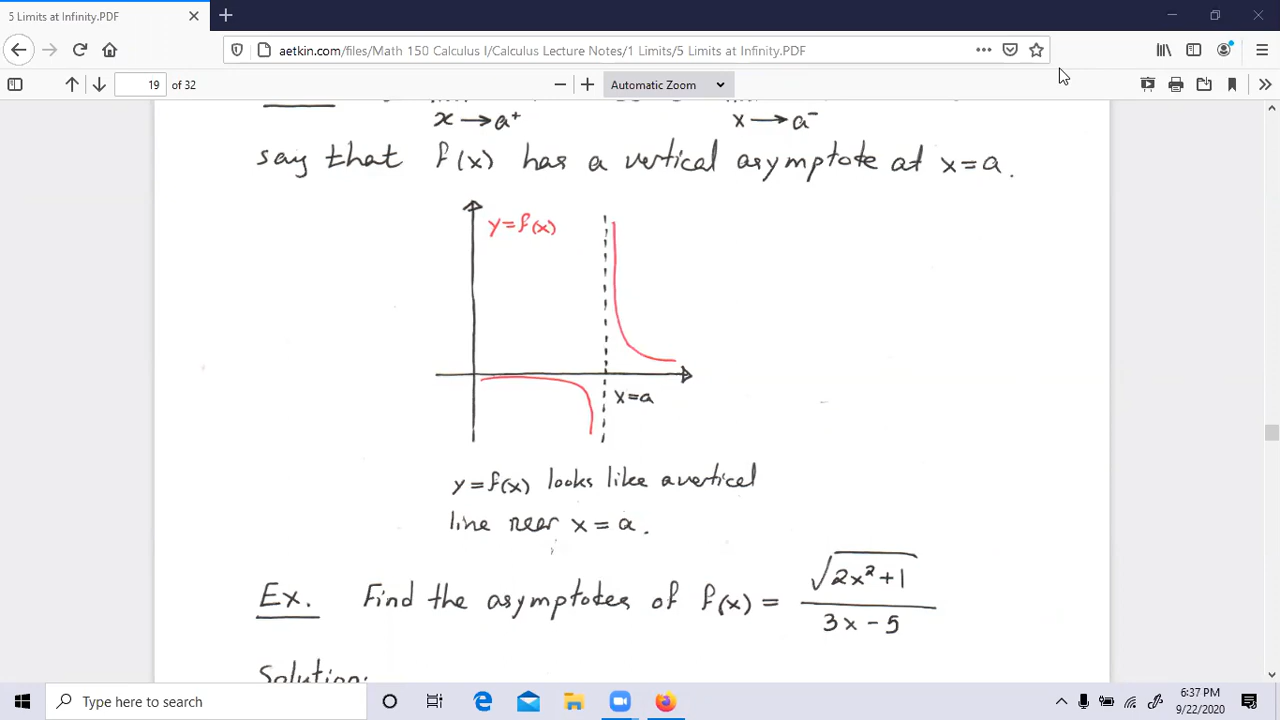 5 Limits at Infinity.PDF
aetkin.com/files/Math 150 Calculus I/Calculus Lecture Notes/1 Limits/5 Limits at Infinity.PDF
19 of 32
Automatic Zoom
x → a⁺ x → a⁻
say that f(x) has a vertical asymptote at x = a.
y = f(x)
x = a
y = f(x) looks like a vertical
line near x = a.
Ex. Find the asymptotes of f(x) = √(2x² + 1) / (3x - 5)
Solution:
Type here to search
6:37 PM
9/22/2020